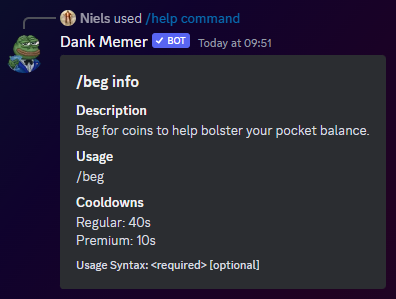 Niels used /help command
Dank Memer ✓ BOT Today at 09:51
/beg info
Description
Beg for coins to help bolster your pocket balance.
Usage
/beg
Cooldowns
Regular: 40s
Premium: 10s
Usage Syntax: <required> [optional]